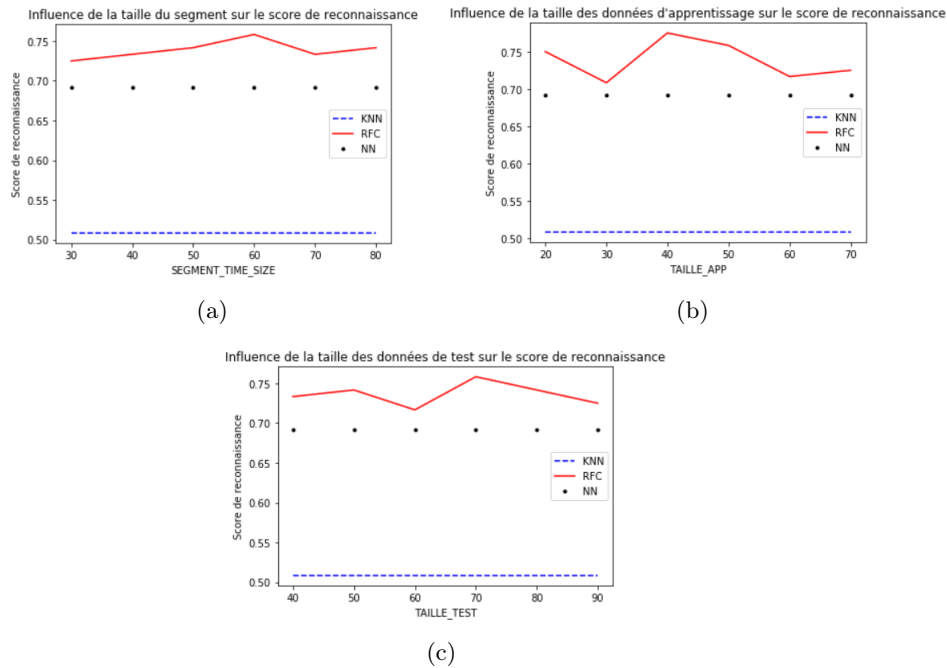 Influence de la taille du segment sur le score de reconnaissance
Score de reconnaissance
0.75
0.70
0.65
0.60
0.55
0.50
KNN
RFC
NN
30 40 50 60 70 80
SEGMENT_TIME_SIZE
(a)
Influence de la taille des données d'apprentissage sur le score de reconnaissance
Score de reconnaissance
0.75
0.70
0.65
0.60
0.55
0.50
KNN
RFC
NN
20 30 40 50 60 70
TAILLE_APP
(b)
Influence de la taille des données de test sur le score de reconnaissance
Score de reconnaissance
0.75
0.70
0.65
0.60
0.55
0.50
KNN
RFC
NN
40 50 60 70 80 90
TAILLE_TEST
(c)